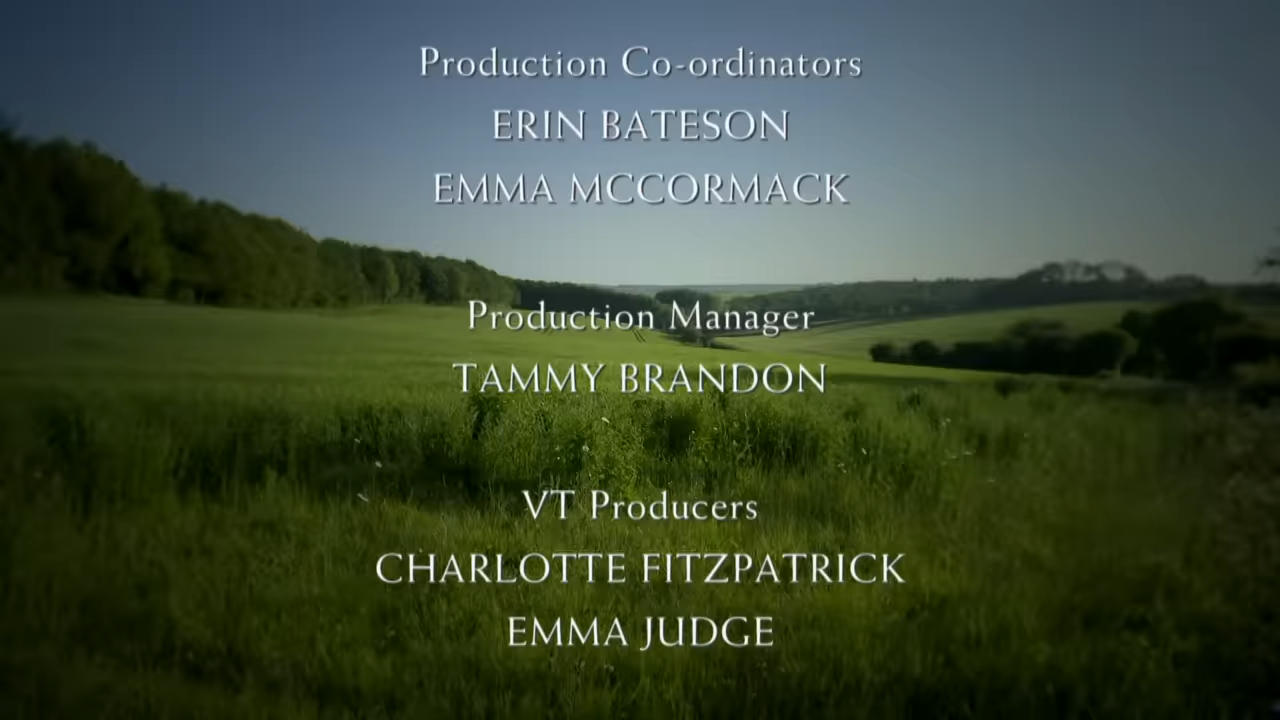 Production Co-ordinators
ERIN BATESON
EMMA MCCORMACK
Production Manager
TAMMY BRANDON
VT Producers
CHARLOTTE FITZPATRICK
EMMA JUDGE